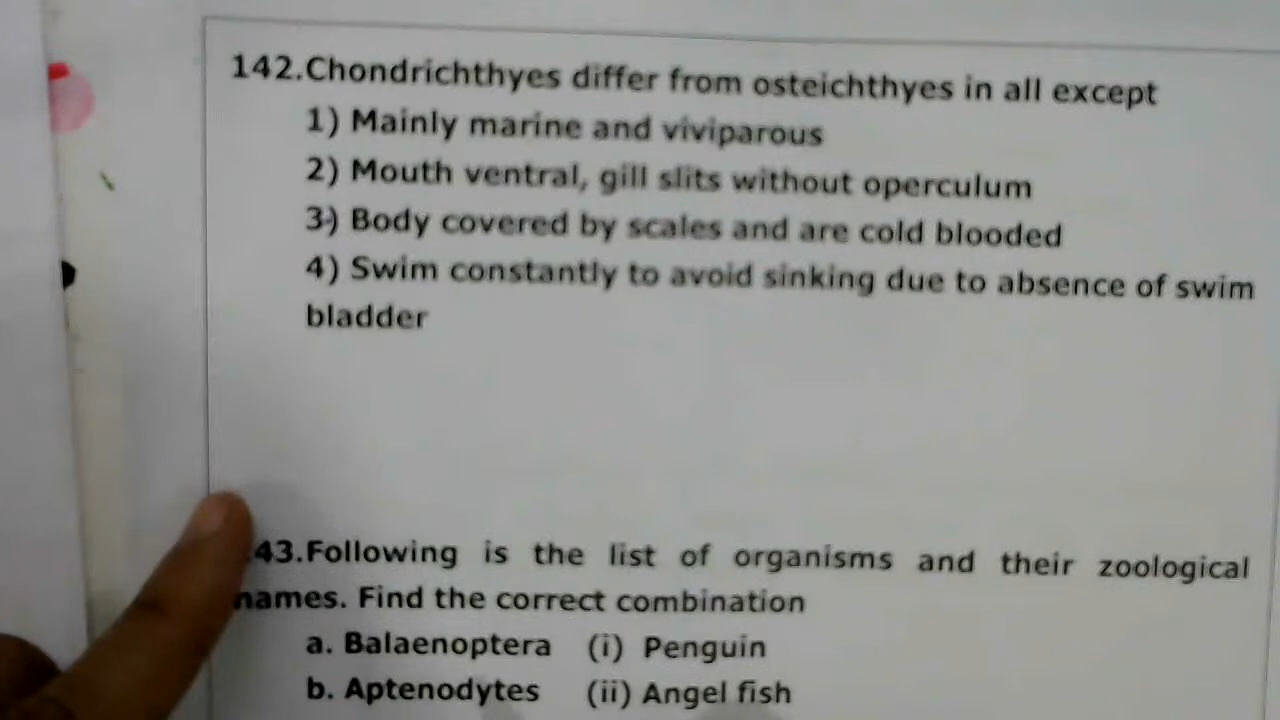 142.Chondrichthyes differ from osteichthyes in all except
1) Mainly marine and viviparous
2) Mouth ventral, gill slits without operculum
3) Body covered by scales and are cold blooded
4) Swim constantly to avoid sinking due to absence of swim
bladder
43.Following is the list of organisms and their zoological
names. Find the correct combination
a. Balaenoptera (i) Penguin
b. Aptenodytes (ii) Angel fish